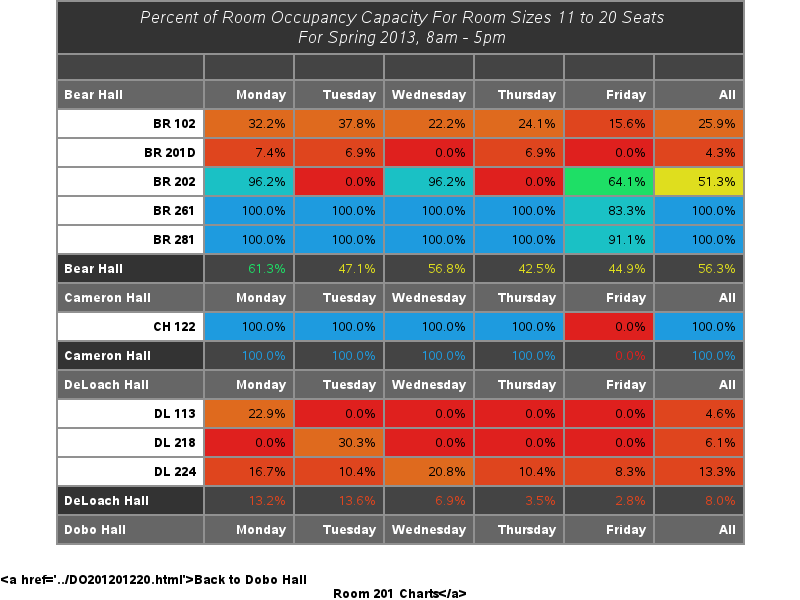 Percent of Room Occupancy Capacity For Room Sizes 11 to 20 Seats
For Spring 2013, 8am - 5pm
Bear Hall Monday Tuesday Wednesday Thursday Friday All
BR 102 32.2% 37.8% 22.2% 24.1% 15.6% 25.9%
BR 201D 7.4% 6.9% 0.0% 6.9% 0.0% 4.3%
BR 202 96.2% 0.0% 96.2% 0.0% 64.1% 51.3%
BR 261 100.0% 100.0% 100.0% 100.0% 83.3% 100.0%
BR 281 100.0% 100.0% 100.0% 100.0% 91.1% 100.0%
Bear Hall 61.3% 47.1% 56.8% 42.5% 44.9% 56.3%
Cameron Hall Monday Tuesday Wednesday Thursday Friday All
CH 122 100.0% 100.0% 100.0% 100.0% 0.0% 100.0%
Cameron Hall 100.0% 100.0% 100.0% 100.0% 0.0% 100.0%
DeLoach Hall Monday Tuesday Wednesday Thursday Friday All
DL 113 22.9% 0.0% 0.0% 0.0% 0.0% 4.6%
DL 218 0.0% 30.3% 0.0% 0.0% 0.0% 6.1%
DL 224 16.7% 10.4% 20.8% 10.4% 8.3% 13.3%
DeLoach Hall 13.2% 13.6% 6.9% 3.5% 2.8% 8.0%
Dobo Hall Monday Tuesday Wednesday Thursday Friday All
<a href='../DO201201220.html'>Back to Dobo Hall
Room 201 Charts</a>